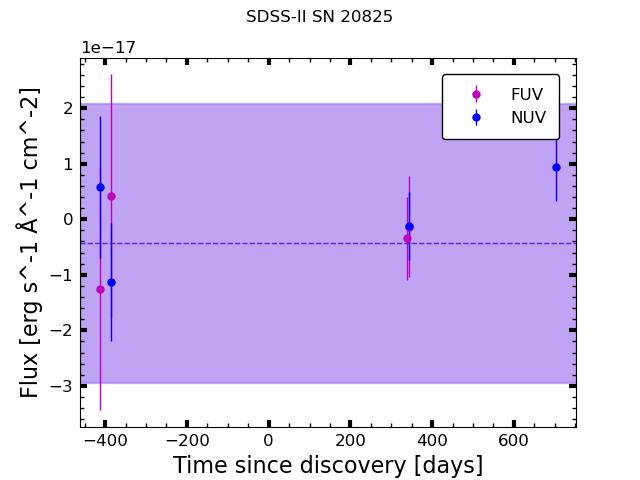 SDSS-II SN 20825
1e−17
FUV
NUV
2
1
0
−1
−2
−3
Flux [erg s^-1 Å^-1 cm^-2]
−400 −200 0 200 400 600
Time since discovery [days]